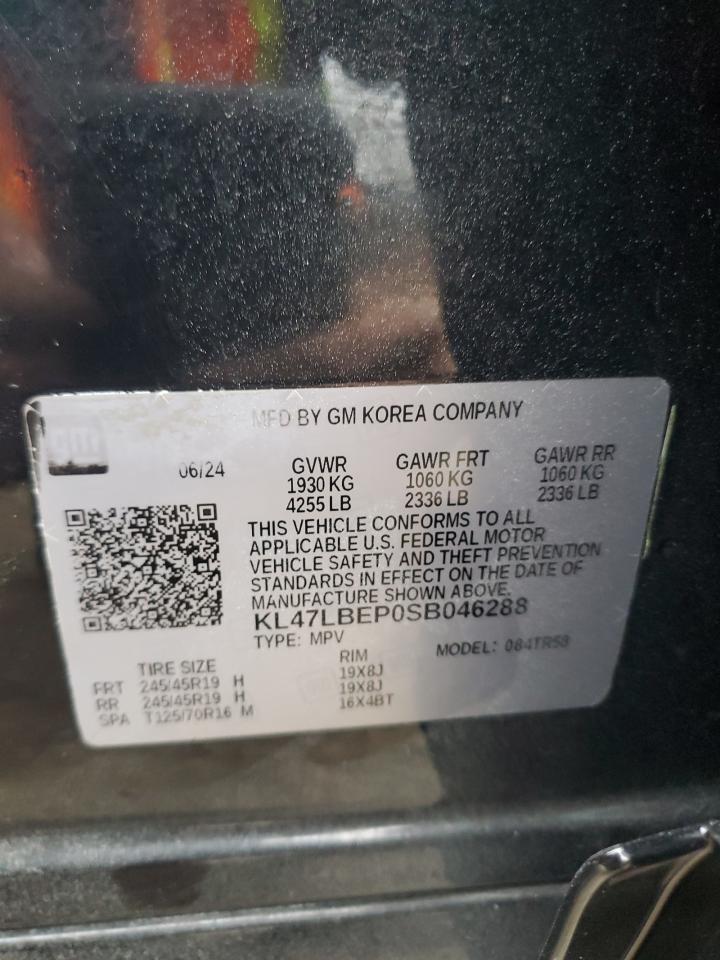 gm
MFD BY GM KOREA COMPANY
06/24 GVWR GAWR FRT GAWR RR
1930 KG 1060 KG 1060 KG
4255 LB 2336 LB 2336 LB
THIS VEHICLE CONFORMS TO ALL
APPLICABLE U.S. FEDERAL MOTOR
VEHICLE SAFETY AND THEFT PREVENTION
STANDARDS IN EFFECT ON THE DATE OF
MANUFACTURE SHOWN ABOVE.
KL47LBEP0SB046288
TYPE: MPV MODEL: 084TR58
TIRE SIZE RIM
FRT 245/45R19 H 19X8J
RR 245/45R19 H 19X8J
SPA T125/70R16 M 16X4BT